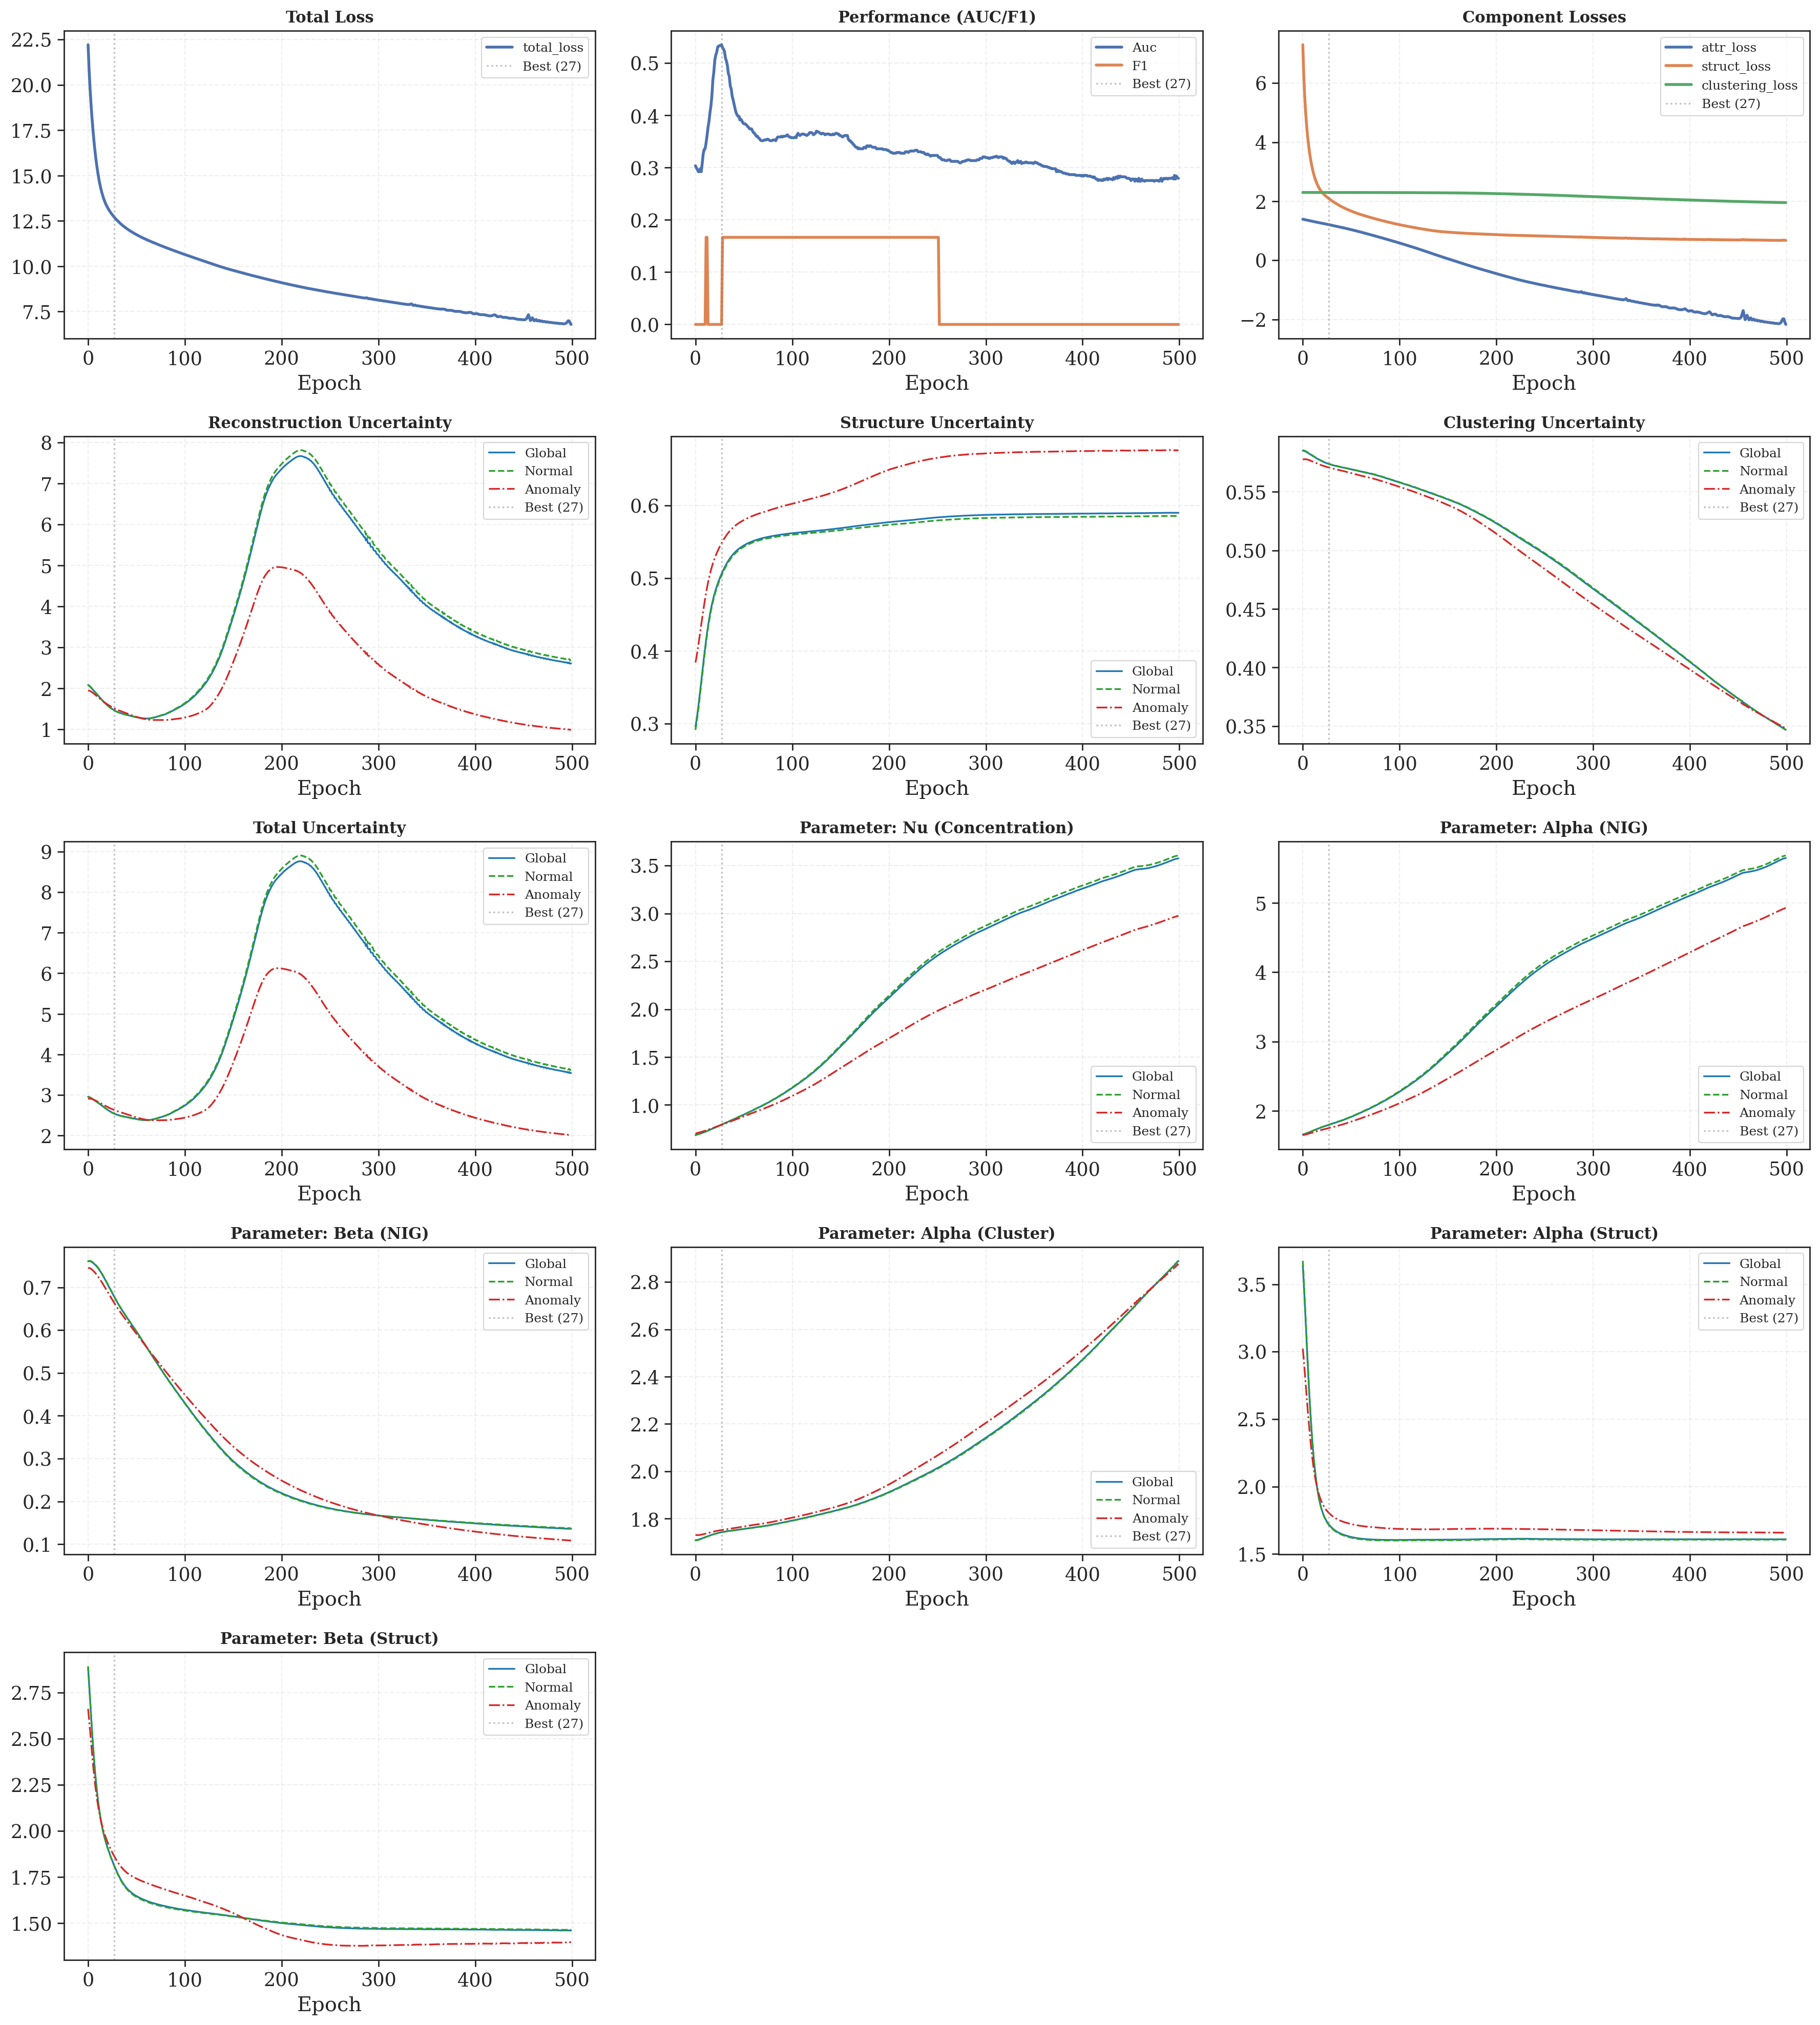 Total Loss
22.5
20.0
17.5
15.0
12.5
10.0
7.5
total_loss
Best (27)
0 100 200 300 400 500
Epoch
Performance (AUC/F1)
0.5
0.4
0.3
0.2
0.1
0.0
Auc
F1
Best (27)
0 100 200 300 400 500
Epoch
Component Losses
6
4
2
0
−2
attr_loss
struct_loss
clustering_loss
Best (27)
0 100 200 300 400 500
Epoch
Reconstruction Uncertainty
8
7
6
5
4
3
2
1
Global
Normal
Anomaly
Best (27)
0 100 200 300 400 500
Epoch
Structure Uncertainty
0.6
0.5
0.4
0.3
Global
Normal
Anomaly
Best (27)
0 100 200 300 400 500
Epoch
Clustering Uncertainty
0.55
0.50
0.45
0.40
0.35
Global
Normal
Anomaly
Best (27)
0 100 200 300 400 500
Epoch
Total Uncertainty
9
8
7
6
5
4
3
2
Global
Normal
Anomaly
Best (27)
0 100 200 300 400 500
Epoch
Parameter: Nu (Concentration)
3.5
3.0
2.5
2.0
1.5
1.0
Global
Normal
Anomaly
Best (27)
0 100 200 300 400 500
Epoch
Parameter: Alpha (NIG)
5
4
3
2
Global
Normal
Anomaly
Best (27)
0 100 200 300 400 500
Epoch
Parameter: Beta (NIG)
0.7
0.6
0.5
0.4
0.3
0.2
0.1
Global
Normal
Anomaly
Best (27)
0 100 200 300 400 500
Epoch
Parameter: Alpha (Cluster)
2.8
2.6
2.4
2.2
2.0
1.8
Global
Normal
Anomaly
Best (27)
0 100 200 300 400 500
Epoch
Parameter: Alpha (Struct)
3.5
3.0
2.5
2.0
1.5
Global
Normal
Anomaly
Best (27)
0 100 200 300 400 500
Epoch
Parameter: Beta (Struct)
2.75
2.50
2.25
2.00
1.75
1.50
Global
Normal
Anomaly
Best (27)
0 100 200 300 400 500
Epoch